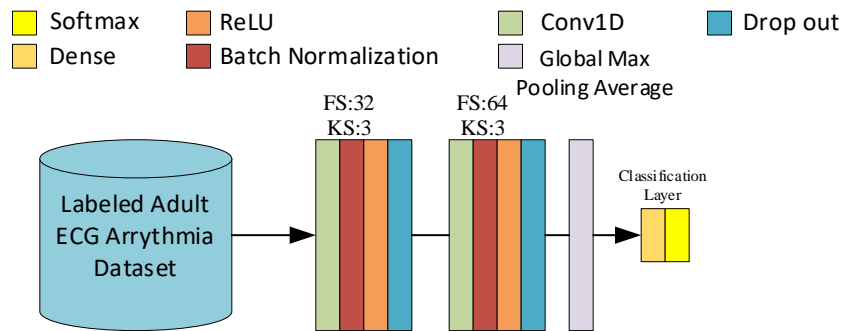 Softmax
ReLU
Conv1D
Drop out
Dense
Batch Normalization
Global Max
Pooling Average
FS:32
KS:3
FS:64
KS:3
Labeled Adult
ECG Arrythmia
Dataset
Classification
Layer